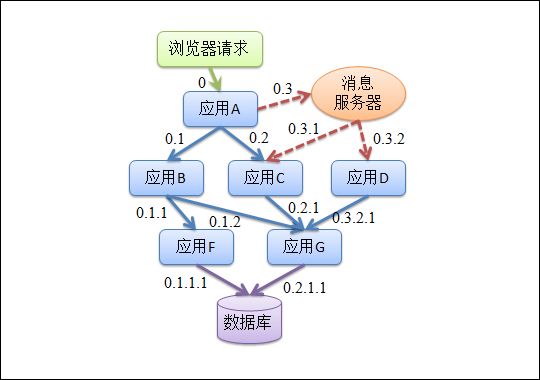 浏览器请求
0
应用A
0.3
消息
服务器
0.1
0.2
0.3.1
0.3.2
应用B
应用C
应用D
0.1.1
0.1.2
0.2.1
0.3.2.1
应用F
应用G
0.1.1.1
0.2.1.1
数据库